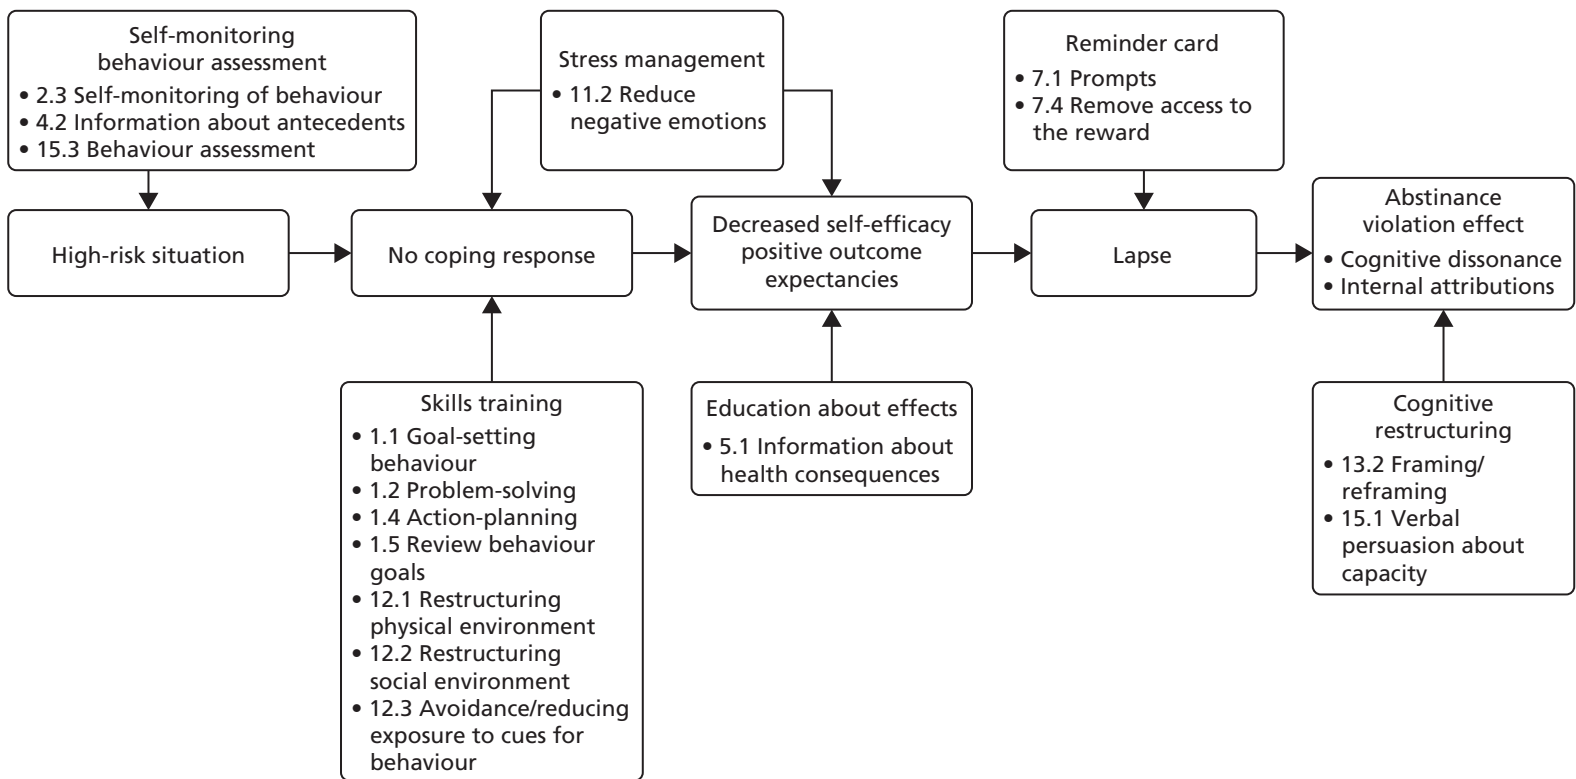 Self-monitoring
behaviour assessment
• 2.3 Self-monitoring of behaviour
• 4.2 Information about antecedents
• 15.3 Behaviour assessment
Stress management
• 11.2 Reduce
negative emotions
Reminder card
• 7.1 Prompts
• 7.4 Remove access to
the reward
High-risk situation
No coping response
Decreased self-efficacy
positive outcome
expectancies
Lapse
Abstinance
violation effect
• Cognitive dissonance
• Internal attributions
Skills training
• 1.1 Goal-setting
behaviour
• 1.2 Problem-solving
• 1.4 Action-planning
• 1.5 Review behaviour
goals
• 12.1 Restructuring
physical environment
• 12.2 Restructuring
social environment
• 12.3 Avoidance/reducing
exposure to cues for
behaviour
Education about effects
• 5.1 Information about
health consequences
Cognitive
restructuring
• 13.2 Framing/
reframing
• 15.1 Verbal
persuasion about
capacity